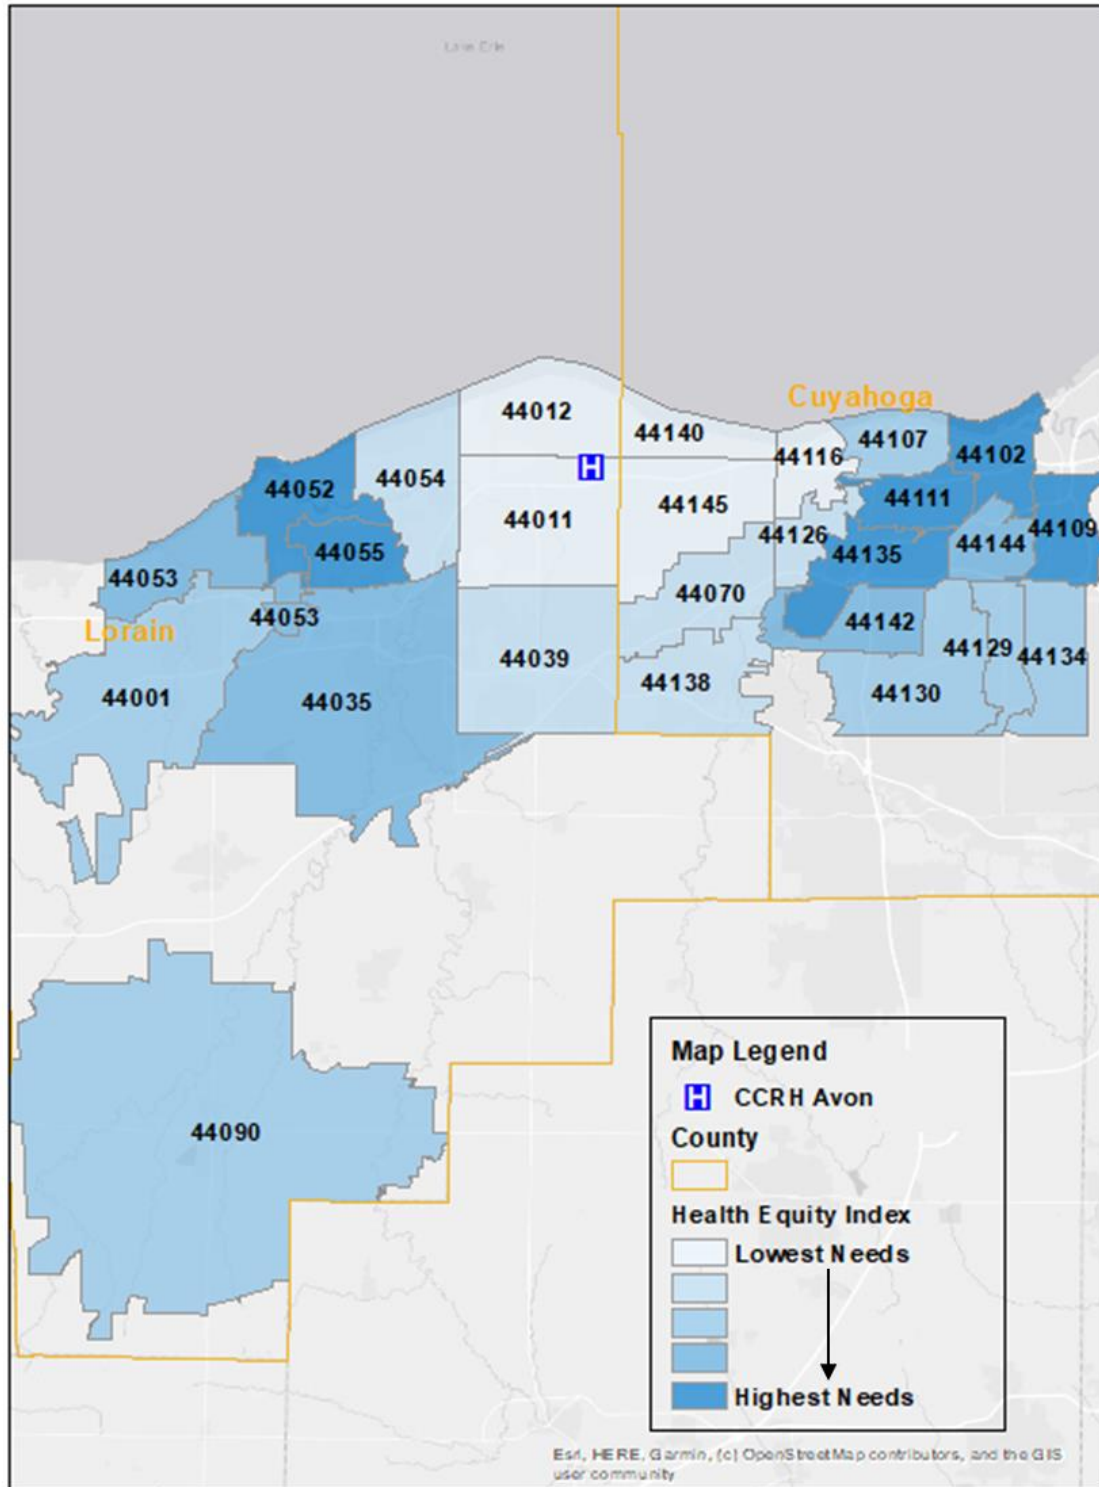 Lake Erie
Cuyahoga
44012
44140
44107
44116
44102
44054
44052
44145
44111
44011
44109
44126
44055
44135
44144
44053
44070
44053
44142
Lorain
44039
44129
44134
44138
44130
44001
44035
44090
Map Legend
H CCRH Avon
County
Health Equity Index
Lowest Needs
Highest Needs
Esri, HERE, Garmin, (c) OpenStreetMap contributors, and the GIS
user community